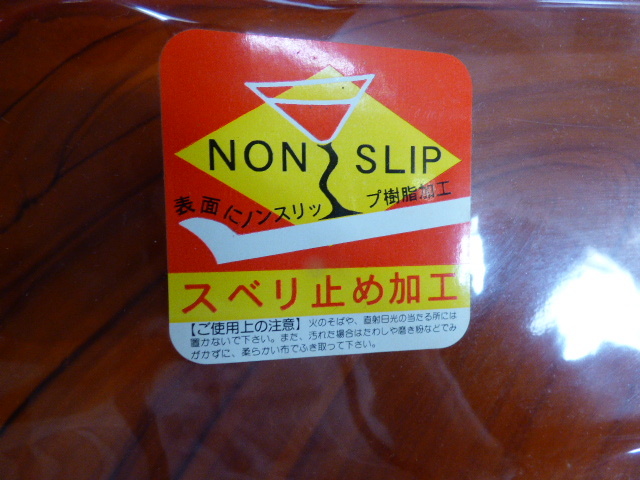 NON SLIP
表面にノンスリップ樹脂加工
スベリ止め加工
【ご使用上の注意】火のそばや、直射日光の当たる所には
置かないで下さい。また、汚れた場合はたわしや磨き粉などでみ
がかずに、柔らかい布でふき取って下さい。